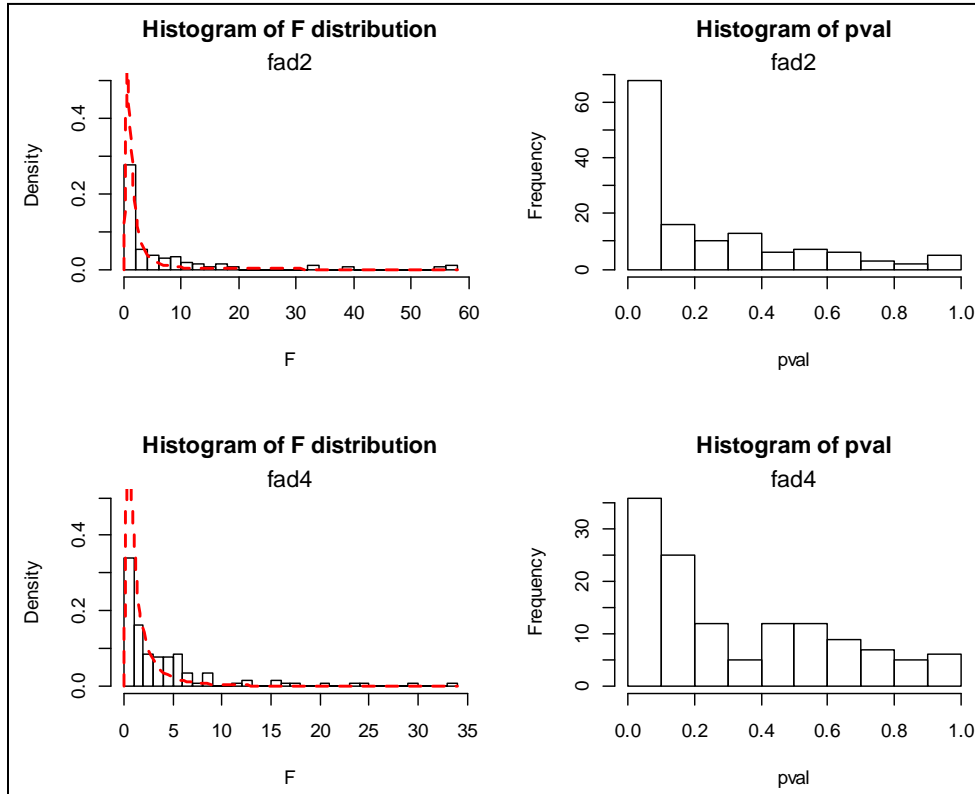 Histogram of F distribution
fad2
Density
0.0 0.2 0.4
0 10 20 30 40 50 60
F
Histogram of pval
fad2
Frequency
0 20 40 60
0.0 0.2 0.4 0.6 0.8 1.0
pval
Histogram of F distribution
fad4
Density
0.0 0.2 0.4
0 5 10 15 20 25 30 35
F
Histogram of pval
fad4
Frequency
0 10 20 30
0.0 0.2 0.4 0.6 0.8 1.0
pval